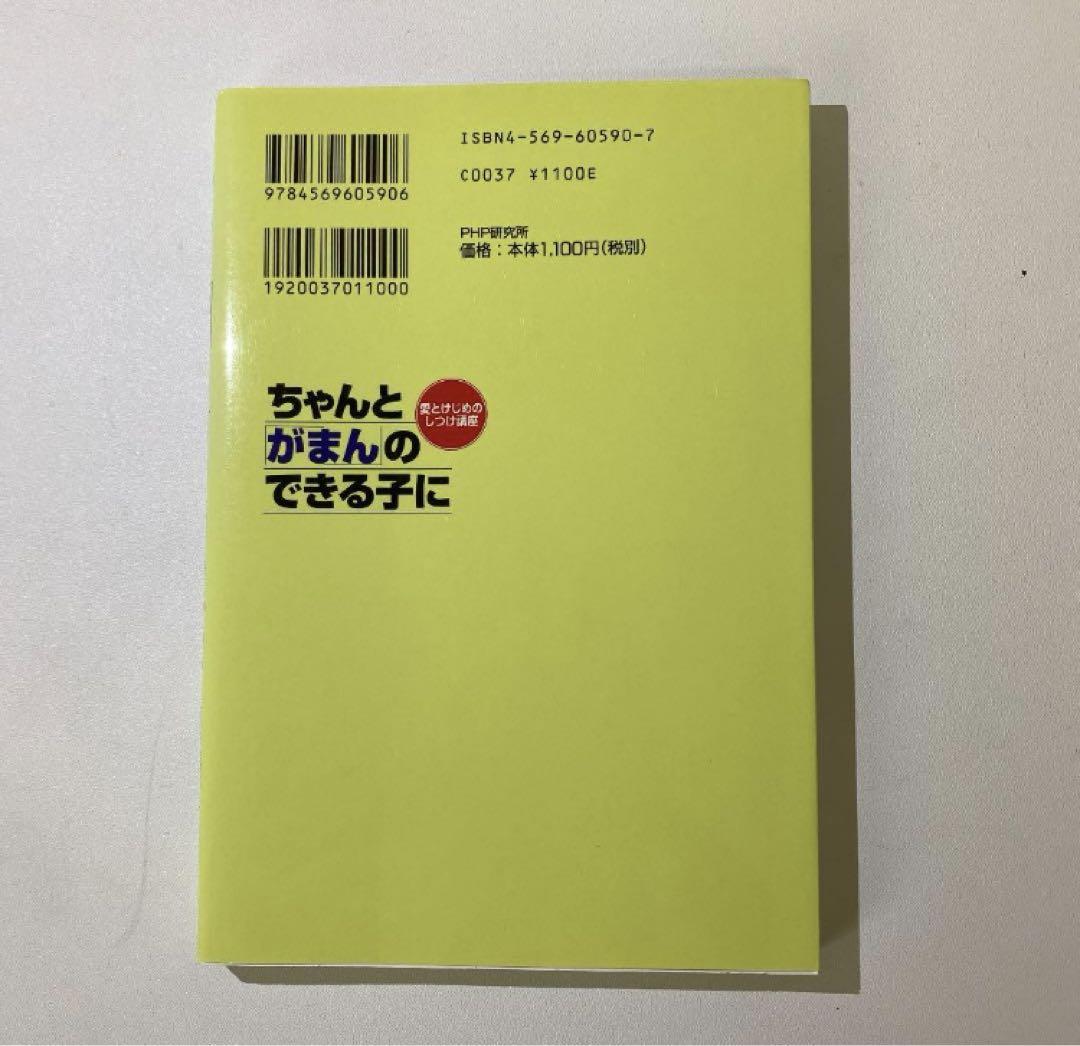 9784569605906
ISBN4-569-60590-7
C0037 ¥1100E
1920037011000
PHP研究所
価格：本体1,100円（税別）
ちゃんと
がまんの
できる子に
愛とけじめの
しつけ講座